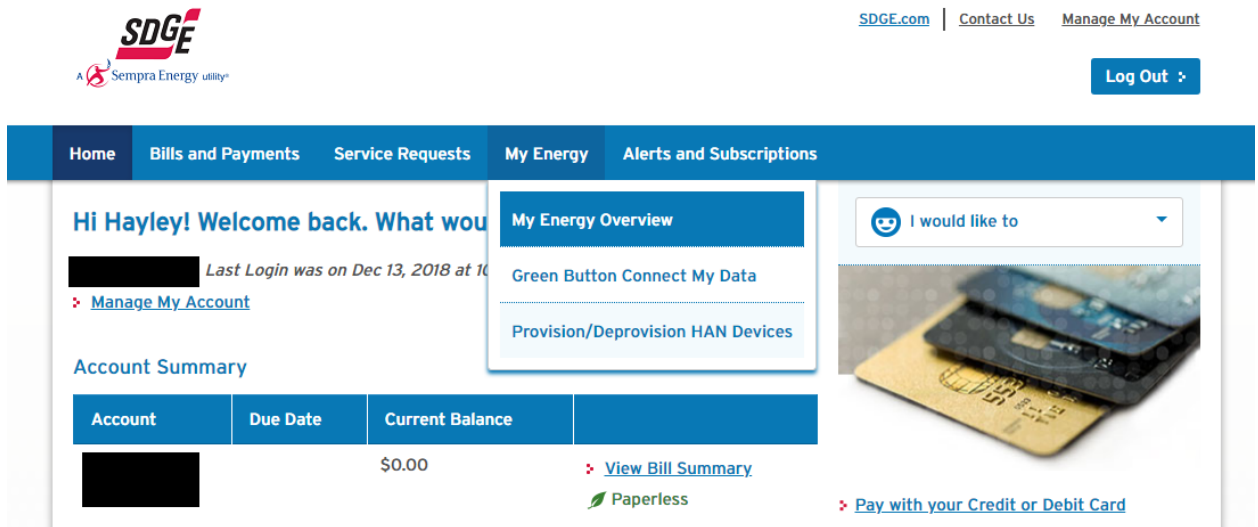 SDGE
A Sempra Energy utility®
SDGE.com Contact Us Manage My Account
Log Out
Home Bills and Payments Service Requests My Energy Alerts and Subscriptions
Hi Hayley! Welcome back. What wou
Last Login was on Dec 13, 2018 at 10
Manage My Account
My Energy Overview
Green Button Connect My Data
Provision/Deprovision HAN Devices
I would like to
Account Summary
Account Due Date Current Balance
$0.00 View Bill Summary
Paperless
Pay with your Credit or Debit Card